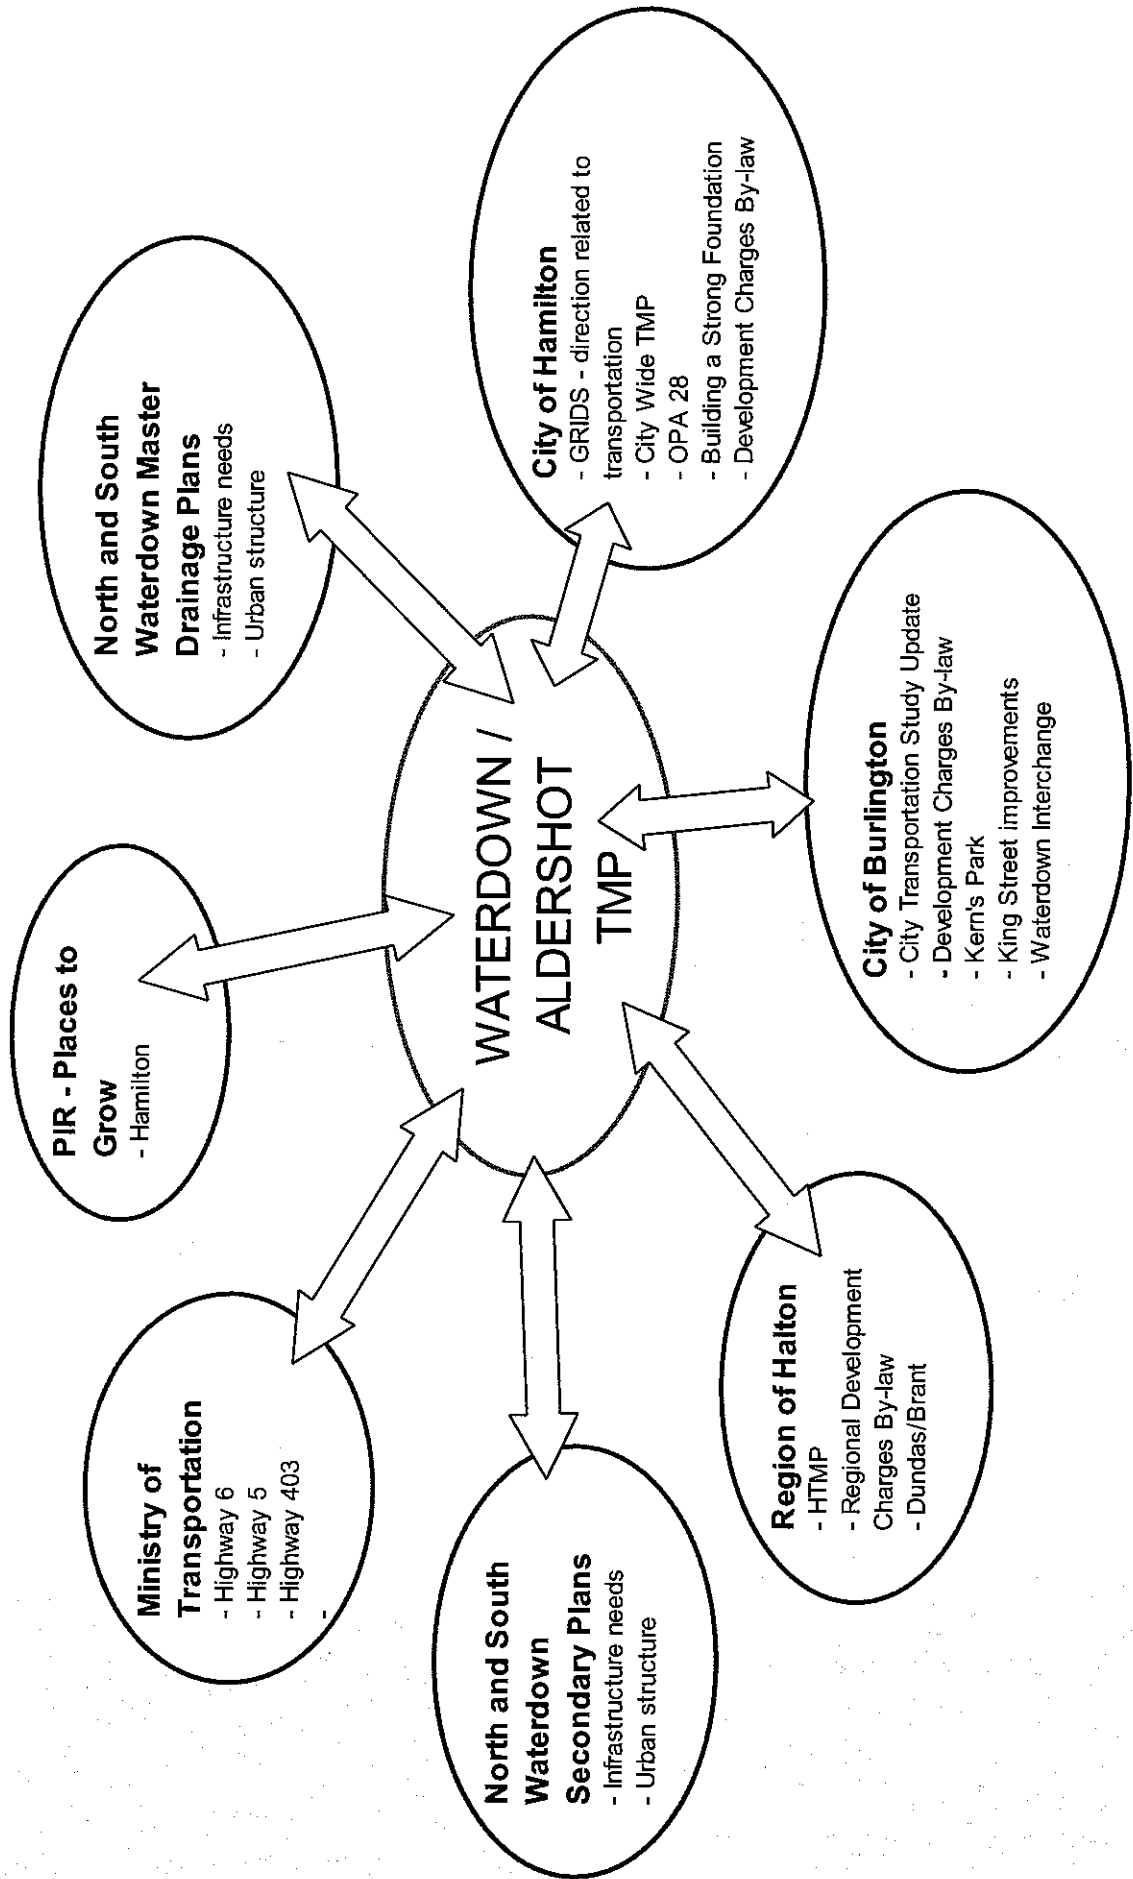 Ministry of
Transportation
- Highway 6
- Highway 5
- Highway 403
-
PIR - Places to
Grow
- Hamilton
North and South
Waterdown Master
Drainage Plans
- Infrastructure needs
- Urban structure
North and South
Waterdown
Secondary Plans
- Infrastructure needs
- Urban structure
WATERDOWN /
ALDERSHOT
TMP
City of Hamilton
- GRIDS - direction related to
transportation
- City Wide TMP
- OPA 28
- Building a Strong Foundation
- Development Charges By-law
Region of Halton
- HTMP
- Regional Development
Charges By-law
- Dundas/Brant
City of Burlington
- City Transportation Study Update
- Development Charges By-law
- Kern's Park
- King Street improvements
- Waterdown Interchange